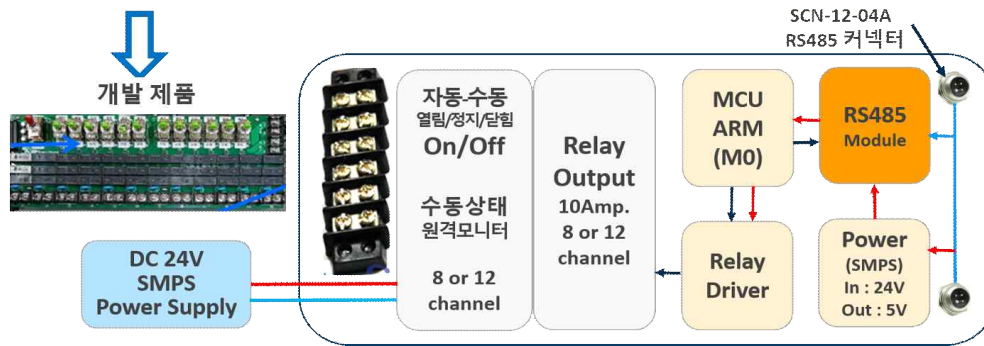 SCN-12-04A
RS485 커넥터
개발 제품
자동-수동
열림/정지/닫힘
On/Off
수동상태
원격모니터
8 or 12
channel
Relay
Output
10Amp.
8 or 12
channel
MCU
ARM
(M0)
RS485
Module
Relay
Driver
Power
(SMPS)
In : 24V
Out : 5V
DC 24V
SMPS
Power Supply